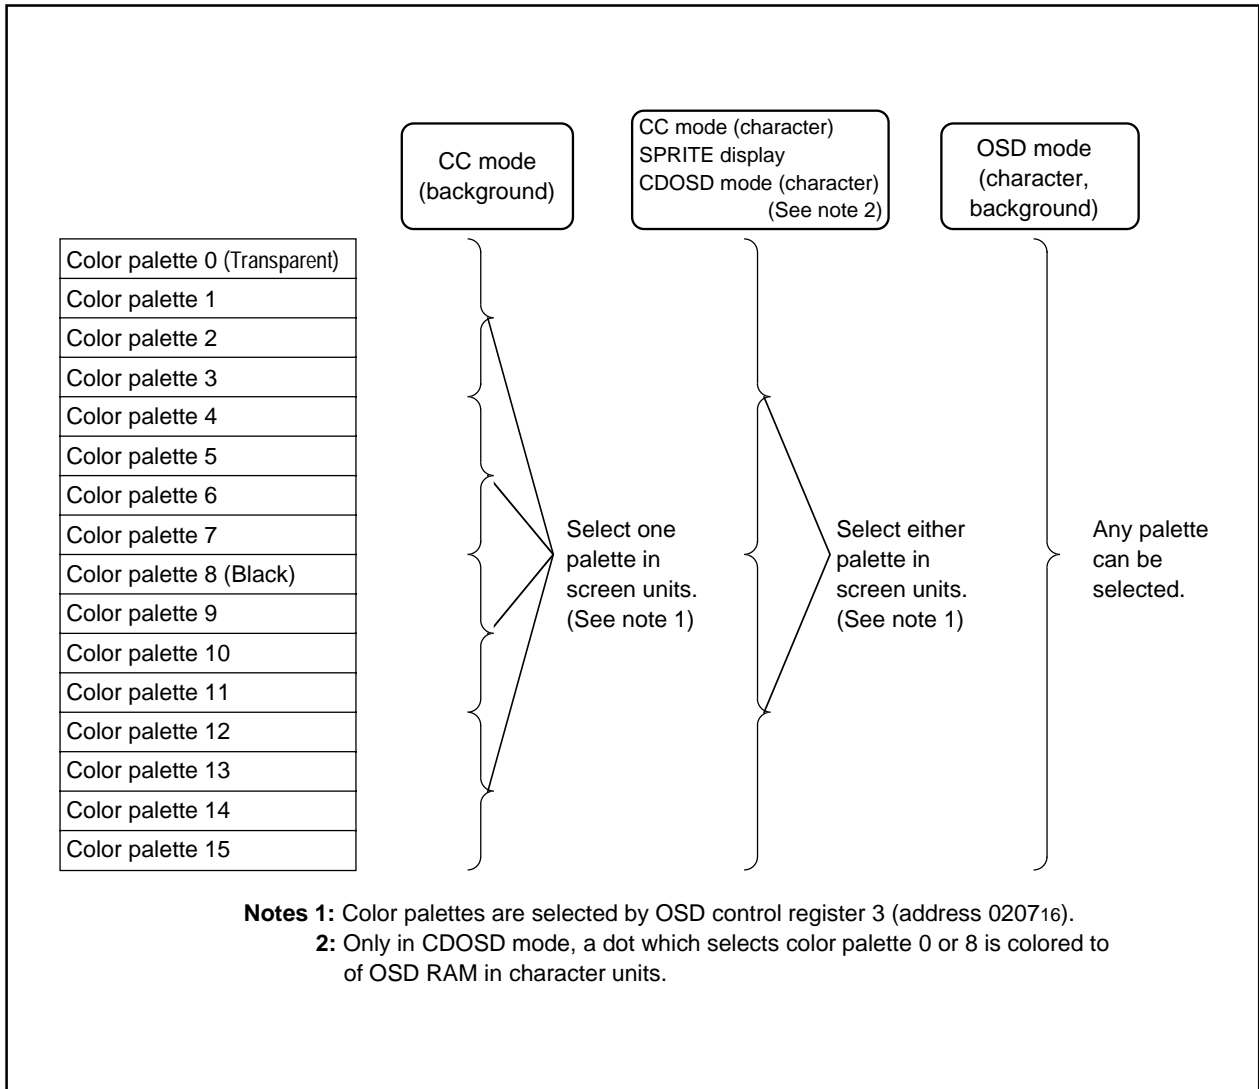 CC mode
(background)
CC mode (character)
SPRITE display
CDOSD mode (character)
(See note 2)
OSD mode
(character,
background)
Color palette 0 (Transparent)
Color palette 1
Color palette 2
Color palette 3
Color palette 4
Color palette 5
Color palette 6
Color palette 7
Color palette 8 (Black)
Color palette 9
Color palette 10
Color palette 11
Color palette 12
Color palette 13
Color palette 14
Color palette 15
Select one
palette in
screen units.
(See note 1)
Select either
palette in
screen units.
(See note 1)
Any palette
can be
selected.
Notes 1: Color palettes are selected by OSD control register 3 (address 020716).
2: Only in CDOSD mode, a dot which selects color palette 0 or 8 is colored to
of OSD RAM in character units.